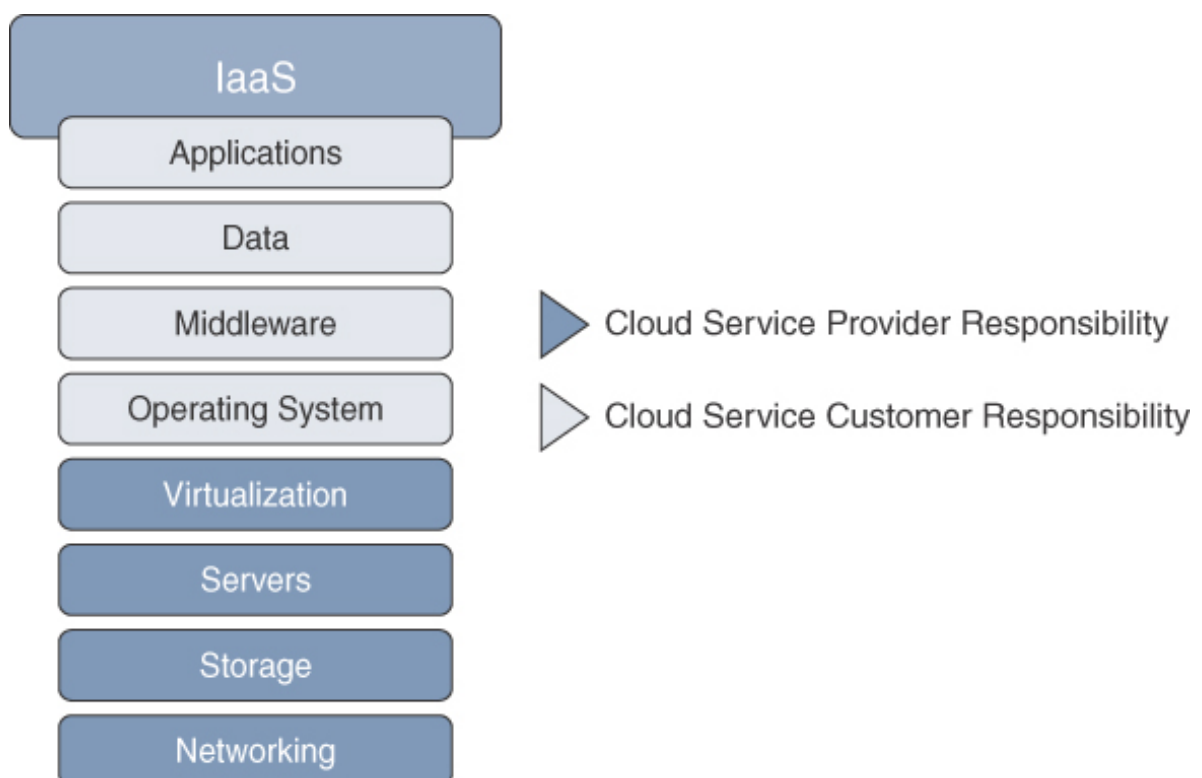 IaaS
Applications
Data
Middleware
Operating System
Virtualization
Servers
Storage
Networking
Cloud Service Provider Responsibility
Cloud Service Customer Responsibility